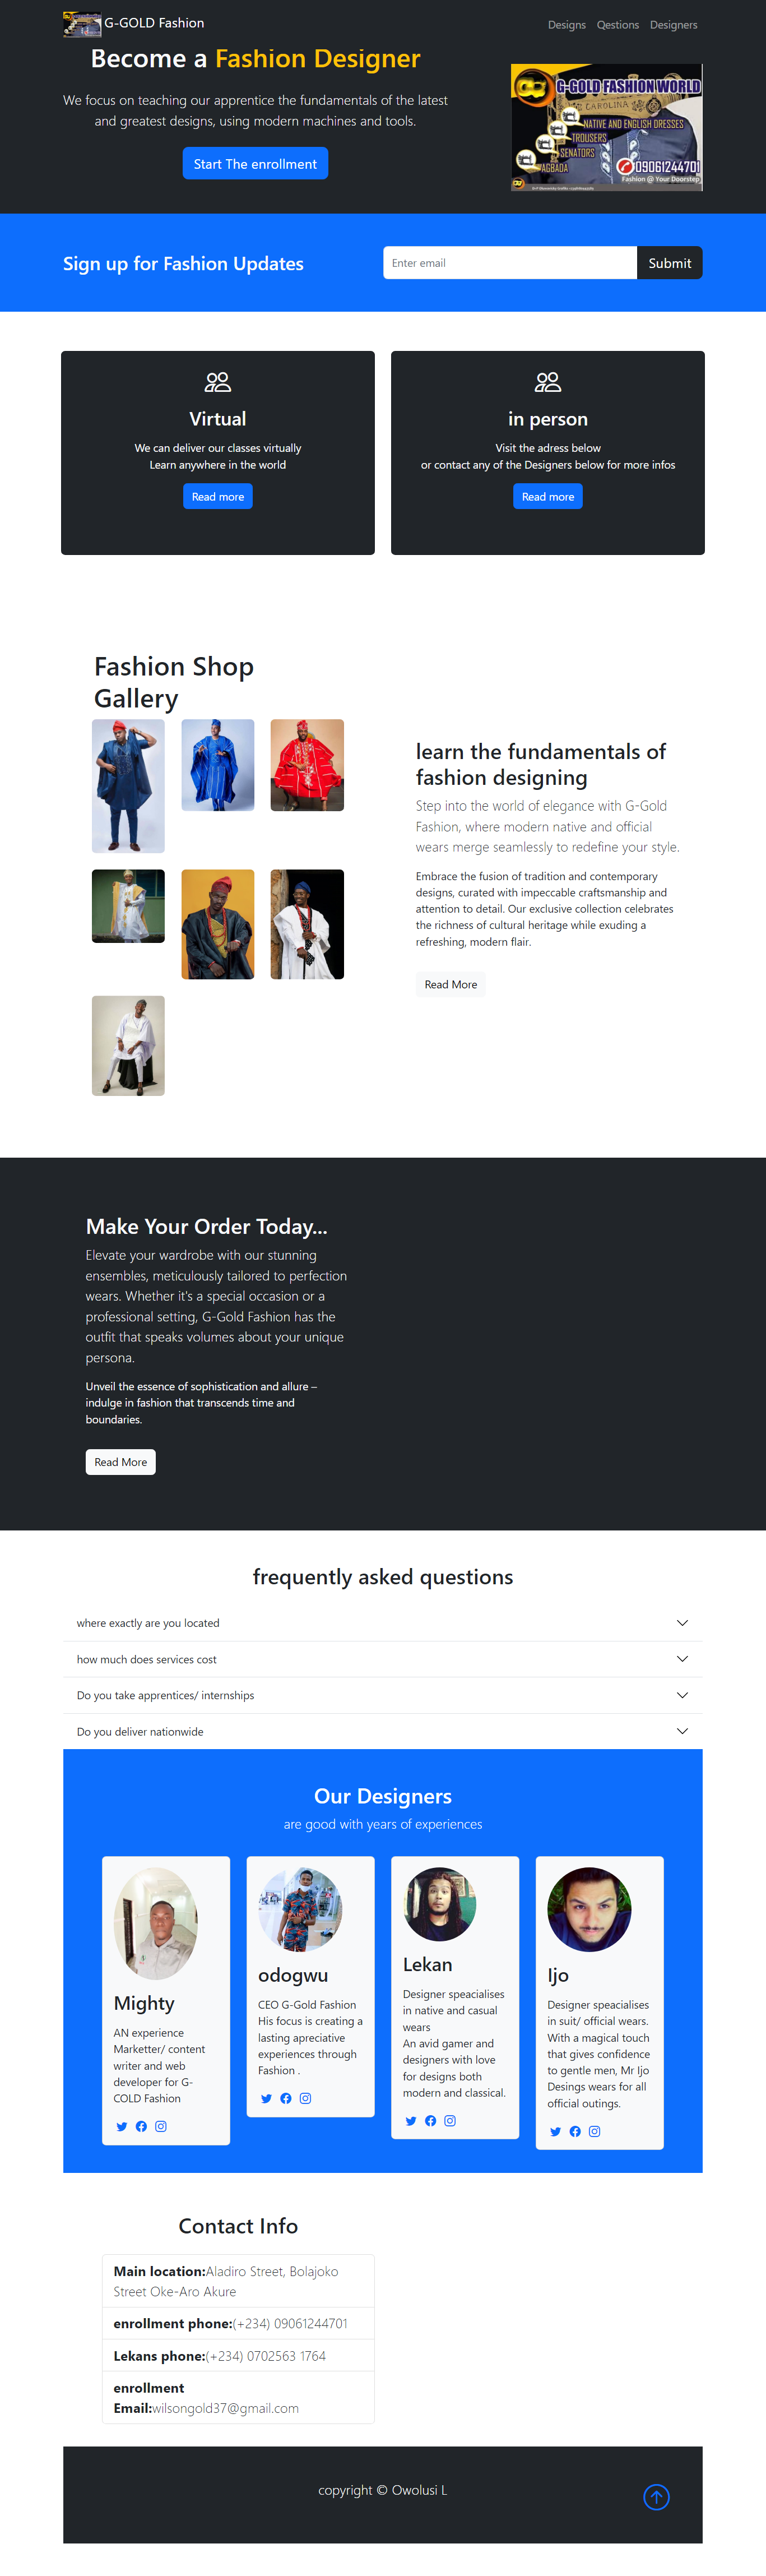 G-GOLD Fashion
Designs
Qestions
Designers
Become a Fashion Designer
We focus on teaching our apprentice the fundamentals of the latest
and greatest designs, using modern machines and tools.
Start The enrollment
G-GOLD FASHION WORLD
CAROLINA
NATIVE AND ENGLISH DRESSES
TROUSERS
SENATORS
AGBADA
09061244701
Fashion @ Your Doorstep
Sign up for Fashion Updates
Enter email
Submit
Virtual
We can deliver our classes virtually
Learn anywhere in the world
Read more
in person
Visit the adress below
or contact any of the Designers below for more infos
Read more
Fashion Shop
Gallery
learn the fundamentals of
fashion designing
Step into the world of elegance with G-Gold
Fashion, where modern native and official
wears merge seamlessly to redefine your style.
Embrace the fusion of tradition and contemporary
designs, curated with impeccable craftsmanship and
attention to detail. Our exclusive collection celebrates
the richness of cultural heritage while exuding a
refreshing, modern flair.
Read More
Make Your Order Today...
Elevate your wardrobe with our stunning
ensembles, meticulously tailored to perfection
wears. Whether it's a special occasion or a
professional setting, G-Gold Fashion has the
outfit that speaks volumes about your unique
persona.
Unveil the essence of sophistication and allure –
indulge in fashion that transcends time and
boundaries.
Read More
frequently asked questions
where exactly are you located
how much does services cost
Do you take apprentices/ internships
Do you deliver nationwide
Our Designers
are good with years of experiences
Mighty
AN experience
Marketter/ content
writer and web
developer for G-
COLD Fashion
odogwu
CEO G-Gold Fashion
His focus is creating a
lasting apreciative
experiences through
Fashion .
Lekan
Designer speacialises
in native and casual
wears
An avid gamer and
designers with love
for designs both
modern and classical.
Ijo
Designer speacialises
in suit/ official wears.
With a magical touch
that gives confidence
to gentle men, Mr Ijo
Desings wears for all
official outings.
Contact Info
Main location:Aladiro Street, Bolajoko
Street Oke-Aro Akure
enrollment phone:(+234) 09061244701
Lekans phone:(+234) 0702563 1764
enrollment
Email:wilsongold37@gmail.com
copyright © Owolusi L